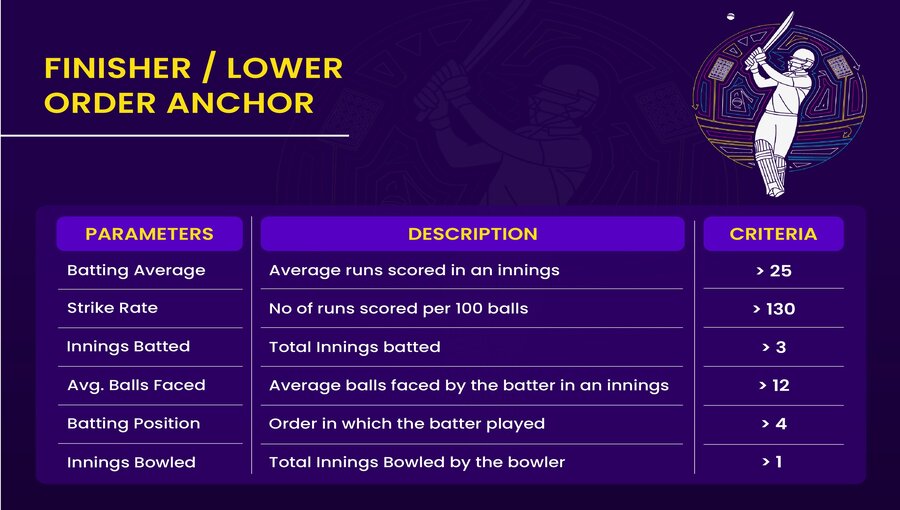 FINISHER / LOWER
ORDER ANCHOR
PARAMETERS DESCRIPTION CRITERIA
Batting Average Average runs scored in an innings > 25
Strike Rate No of runs scored per 100 balls > 130
Innings Batted Total Innings batted > 3
Avg. Balls Faced Average balls faced by the batter in an innings > 12
Batting Position Order in which the batter played > 4
Innings Bowled Total Innings Bowled by the bowler > 1